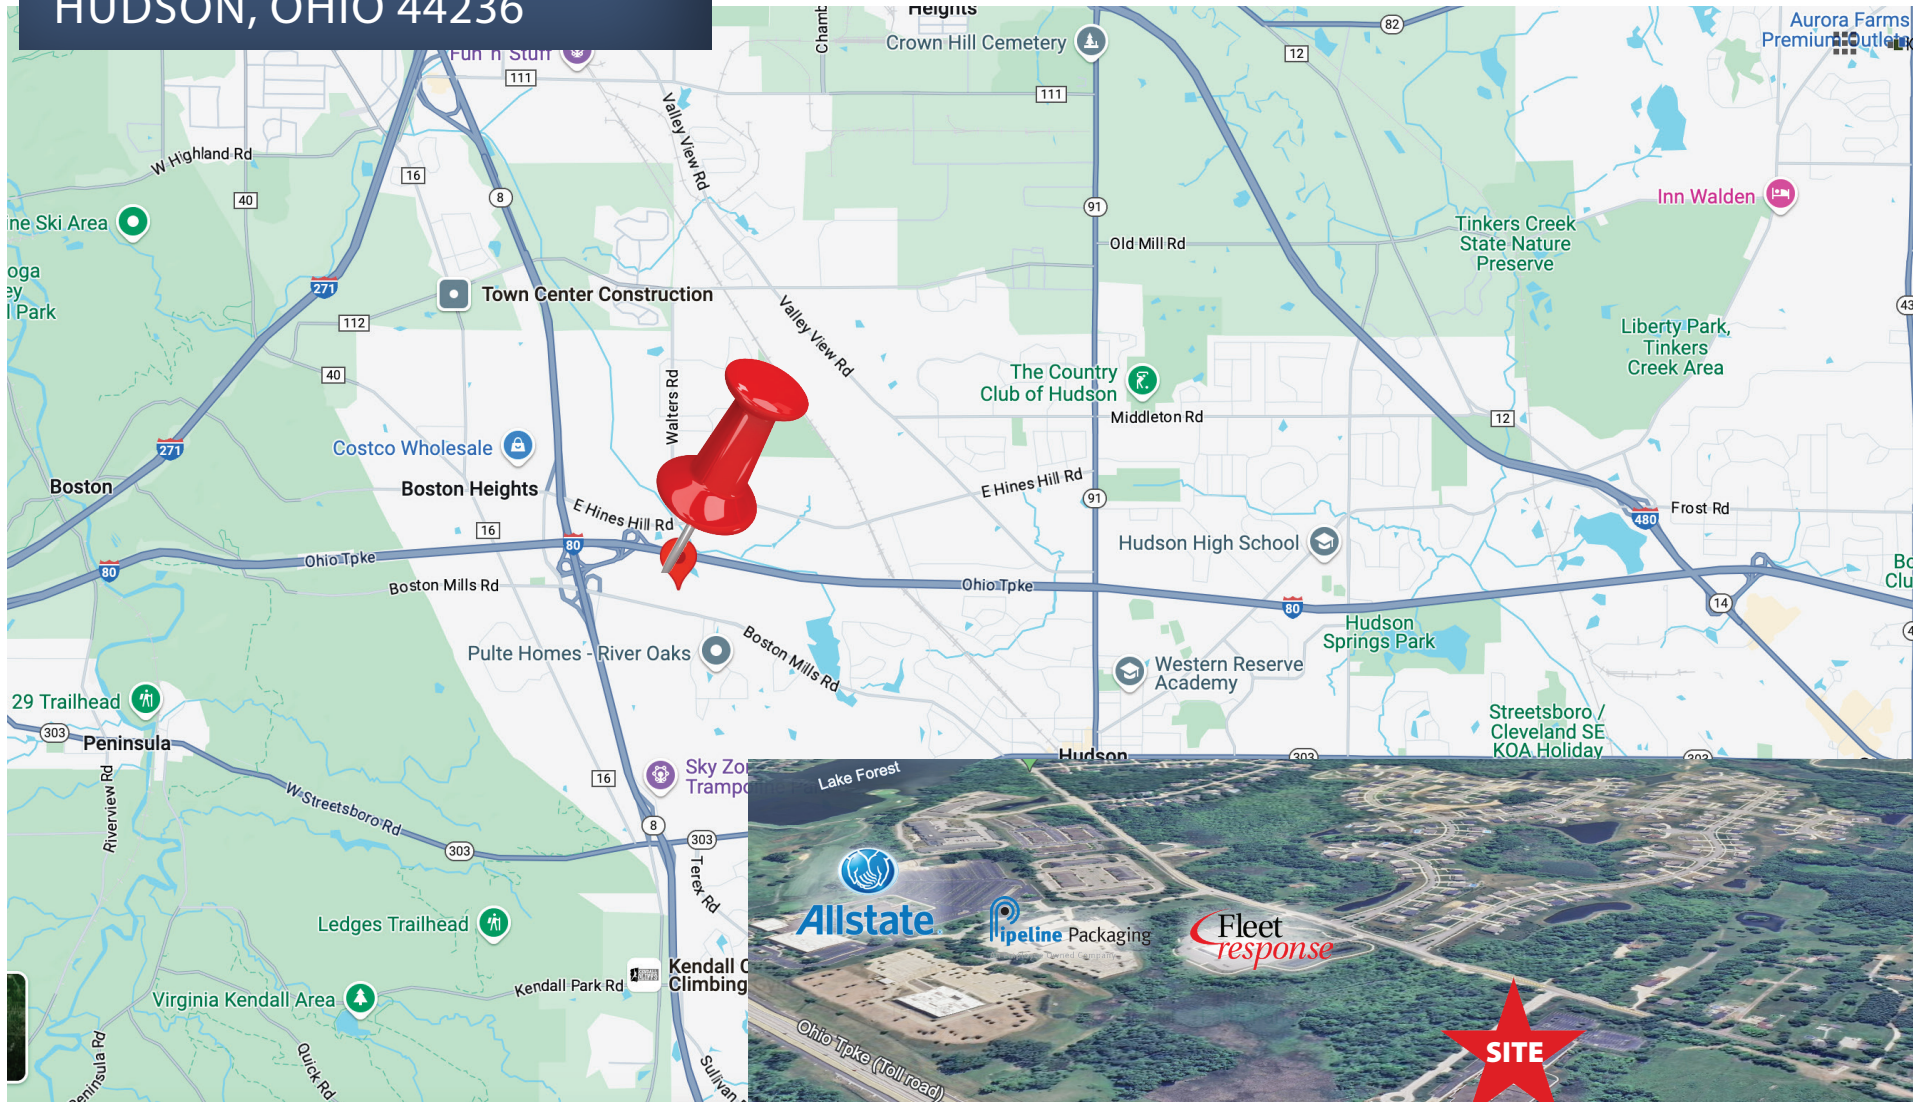 HUDSON, OHIO 44236
Heights
Crown Hill Cemetery
82
12
Aurora Farms
Premium Outlets
Fun 'n' Stuff
111
111
Valley View Rd
W Highland Rd
16
40
8
91
Inn Walden
ine Ski Area
Old Mill Rd
Tinkers Creek
State Nature
Preserve
oga
ey
l Park
271
Town Center Construction
112
Valley View Rd
43
Liberty Park,
Tinkers
Creek Area
40
The Country
Club of Hudson
Walters Rd
Middleton Rd
12
271
Costco Wholesale
Boston
Boston Heights
E Hines Hill Rd
E Hines Hill Rd
91
16
80
480
Frost Rd
Hudson High School
80
Ohio Tpke
Boston Mills Rd
Ohio Tpke
80
14
Hudson
Springs Park
Pulte Homes - River Oaks
Boston Mills Rd
Western Reserve
Academy
29 Trailhead
303
Peninsula
Streetsboro /
Cleveland SE
KOA Holiday
Hudson
303
303
Riverview Rd
16
Sky Zo
Trampo
W Streetsboro Rd
8
303
303
Terex Rd
Ledges Trailhead
Kendall C
Climbing
Kendall Park Rd
Virginia Kendall Area
Quick Rd
eninsula Rd
Sullivan
Lake Forest
Allstate
Pipeline Packaging
Fleet
response
Ohio Tpke (Toll road)
SITE